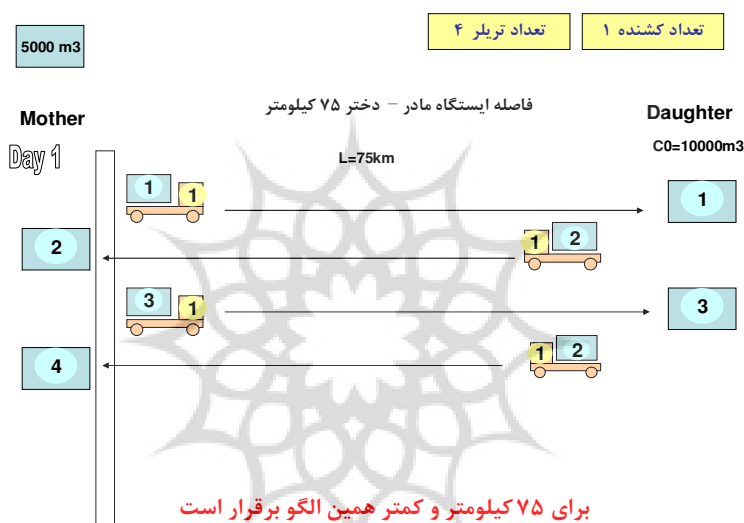 5000 m3
تعداد کشنده ۱
تعداد تریلر ۴
فاصله ایستگاه مادر – دختر ۷۵ کیلومتر
Mother
Daughter
Day 1
L=75km
C0=10000m3
1
1
1
2
1
2
3
1
3
4
1
2
برای ۷۵ کیلومتر و کمتر همین الگو برقرار است